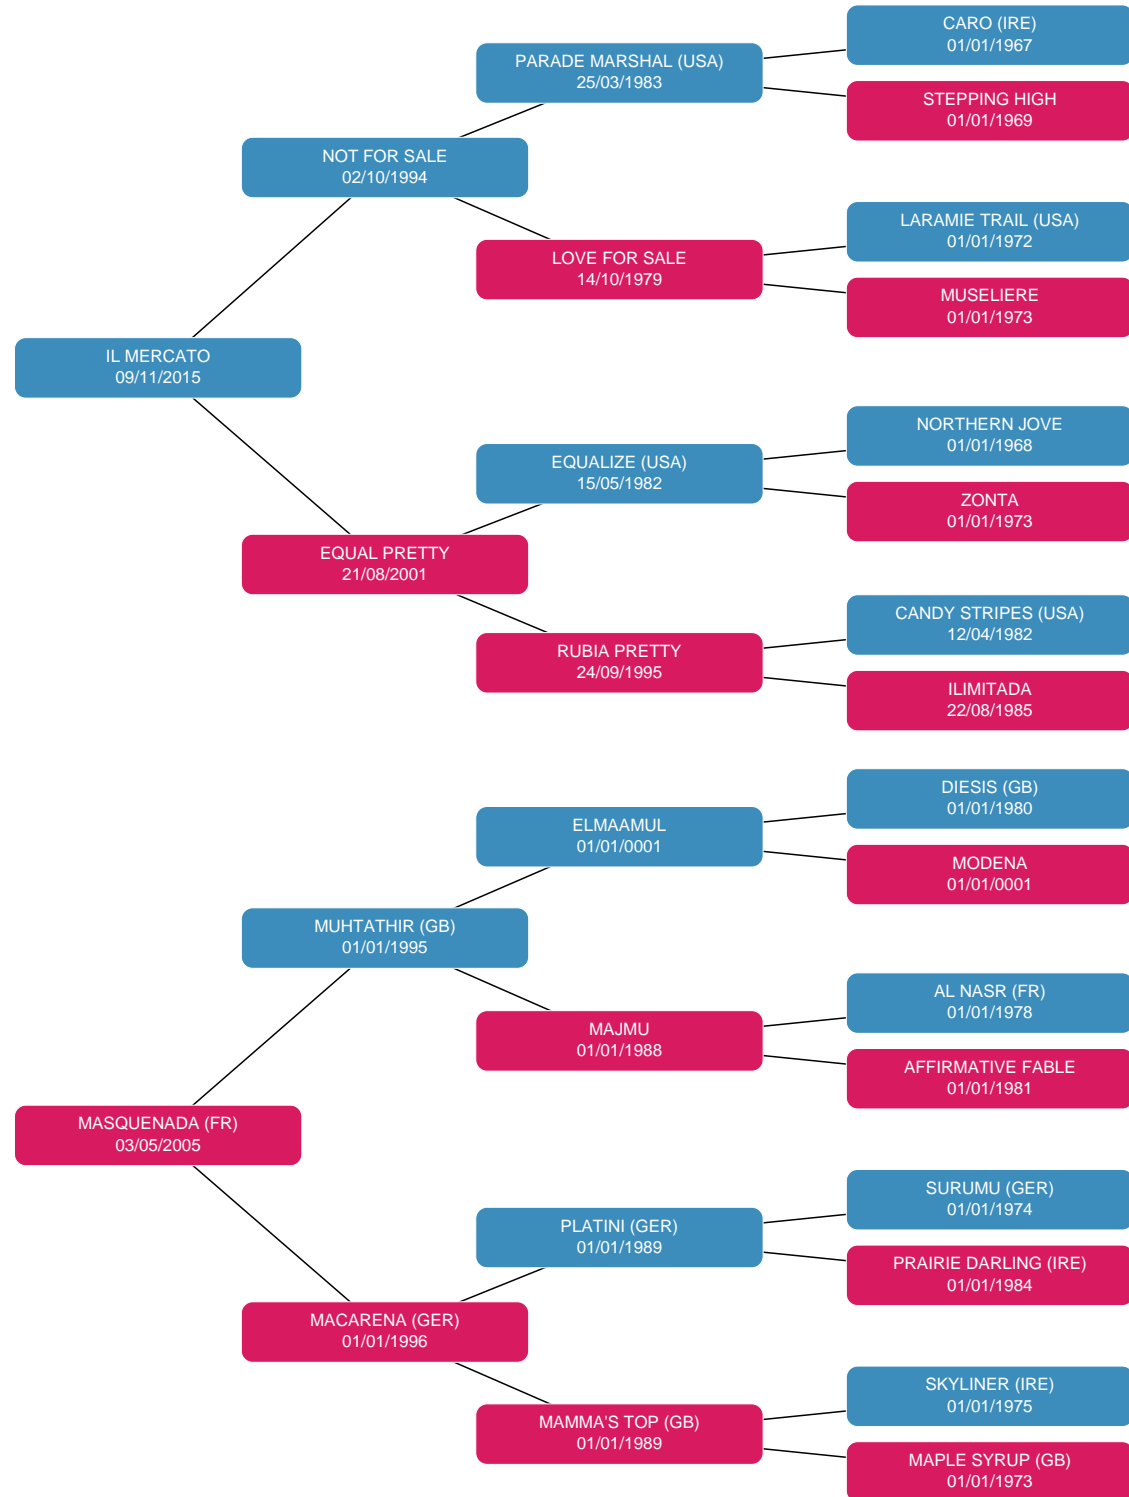 CARO (IRE)
01/01/1967
PARADE MARSHAL (USA)
25/03/1983
STEPPING HIGH
01/01/1969
NOT FOR SALE
02/10/1994
LARAMIE TRAIL (USA)
01/01/1972
LOVE FOR SALE
14/10/1979
MUSELIERE
01/01/1973
IL MERCATO
09/11/2015
NORTHERN JOVE
01/01/1968
EQUALIZE (USA)
15/05/1982
ZONTA
01/01/1973
EQUAL PRETTY
21/08/2001
CANDY STRIPES (USA)
12/04/1982
RUBIA PRETTY
24/09/1995
ILIMITADA
22/08/1985
DIESIS (GB)
01/01/1980
ELMAAMUL
01/01/0001
MODENA
01/01/0001
MUHTATHIR (GB)
01/01/1995
AL NASR (FR)
01/01/1978
MAJMU
01/01/1988
AFFIRMATIVE FABLE
01/01/1981
MASQUENADA (FR)
03/05/2005
SURUMU (GER)
01/01/1974
PLATINI (GER)
01/01/1989
PRAIRIE DARLING (IRE)
01/01/1984
MACARENA (GER)
01/01/1996
SKYLINER (IRE)
01/01/1975
MAMMA'S TOP (GB)
01/01/1989
MAPLE SYRUP (GB)
01/01/1973